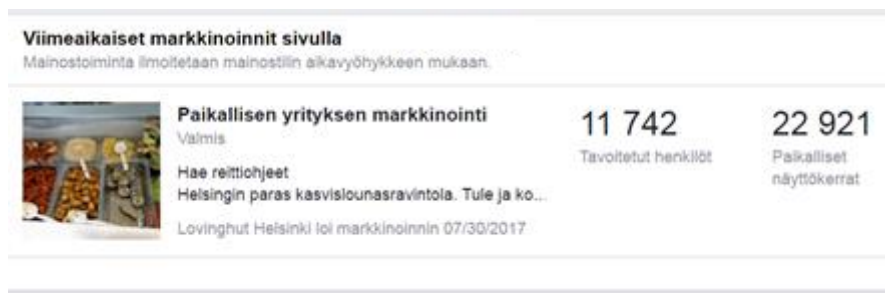 Viimeaikaiset markkinoinnit sivulla
Mainostoiminta ilmoitetaan mainostilin aikavyöhykkeen mukaan.
Paikallisen yrityksen markkinointi
Valmis
Hae reittiohjeet
Helsingin paras kasvislounasravintola. Tule ja ko...
Lovinghut Helsinki loi markkinoinnin 07/30/2017
11 742
Tavoitetut henkilöt
22 921
Paikalliset
näyttökerrat